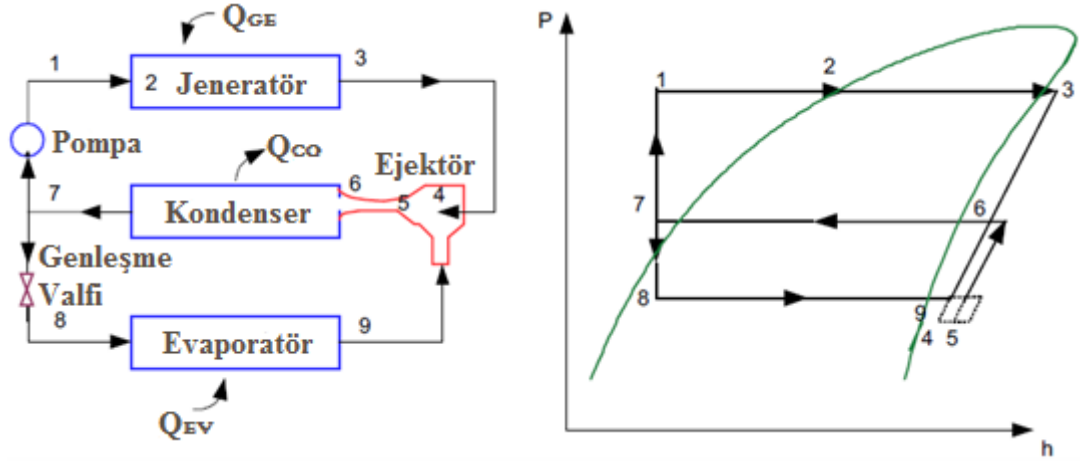 QGE
1
2
Jeneratör
3
Pompa
QCO
Ejektör
7
Kondenser
6
5
4
Genleşme
Valfi
8
Evaporatör
9
QEV
P
1
2
3
7
6
8
9
4
5
h